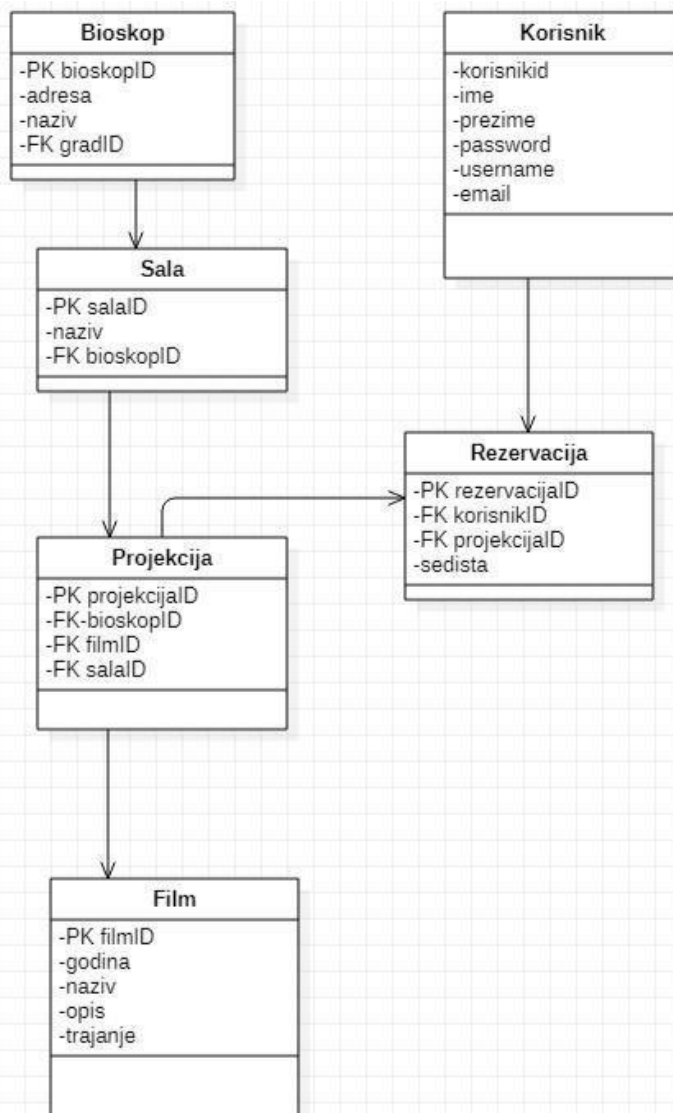 Bioskop
-PK bioskopID
-adresa
-naziv
-FK gradID
Korisnik
-korisnikid
-ime
-prezime
-password
-username
-email
Sala
-PK salaID
-naziv
-FK bioskopID
Rezervacija
-PK rezervacijaID
-FK korisnikID
-FK projekcijaID
-sedista
Projekcija
-PK projekcijaID
-FK-bioskopID
-FK filmID
-FK salaID
Film
-PK filmID
-godina
-naziv
-opis
-trajanje